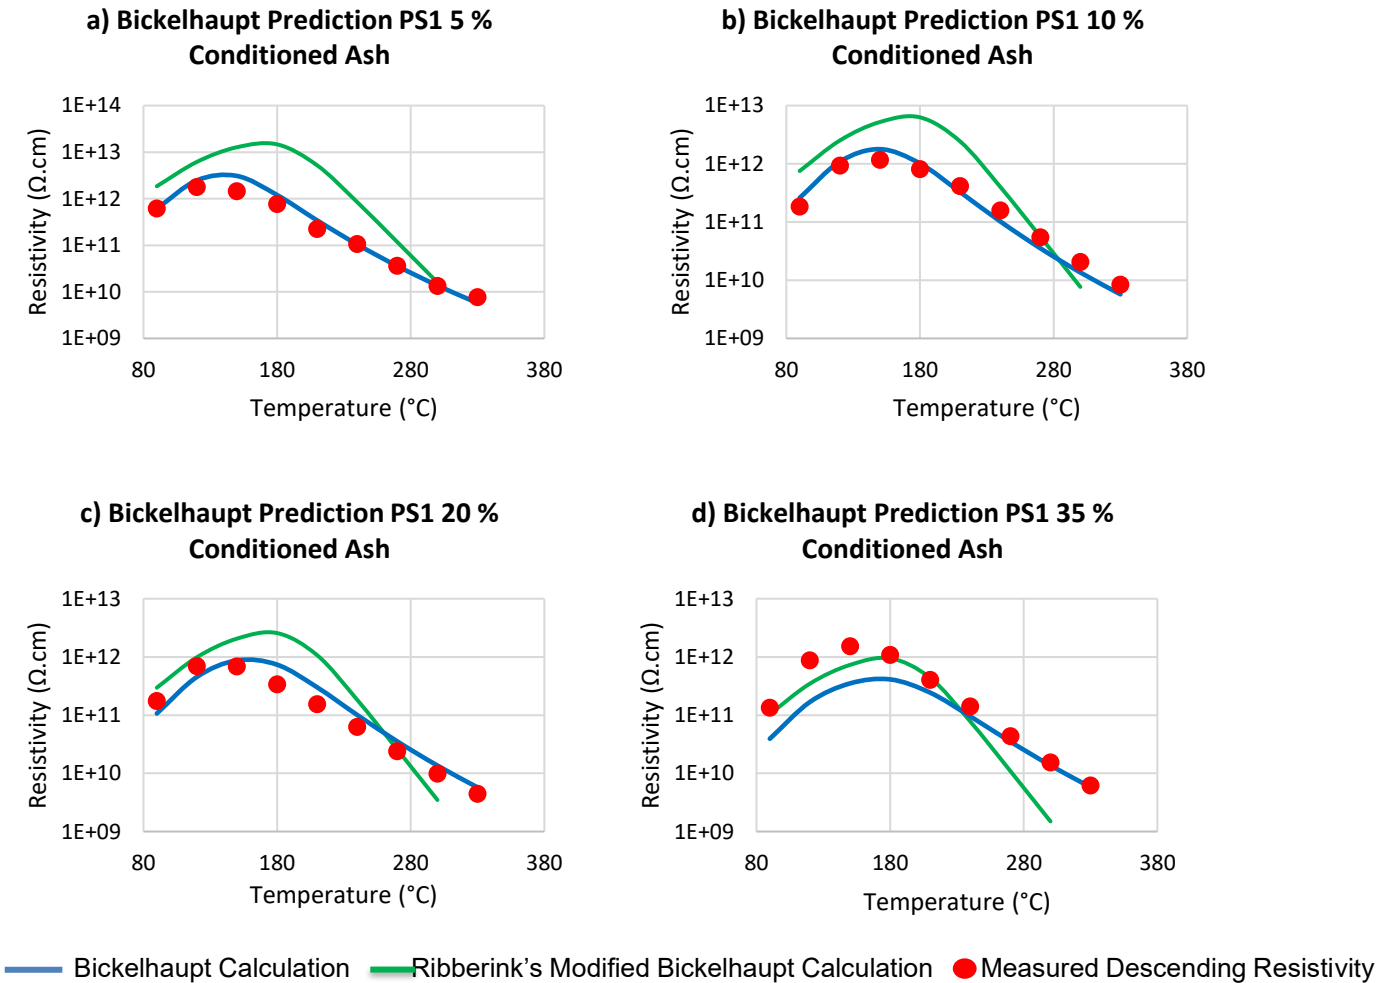 a) Bickelhaupt Prediction PS1 5 %
Conditioned Ash
1E+14
1E+13
1E+12
1E+11
1E+10
1E+09
80 180 280 380
Resistivity (Ω.cm)
Temperature (°C)
b) Bickelhaupt Prediction PS1 10 %
Conditioned Ash
1E+13
1E+12
1E+11
1E+10
1E+09
80 180 280 380
Resistivity (Ω.cm)
Temperature (°C)
c) Bickelhaupt Prediction PS1 20 %
Conditioned Ash
1E+13
1E+12
1E+11
1E+10
1E+09
80 180 280 380
Resistivity (Ω.cm)
Temperature (°C)
d) Bickelhaupt Prediction PS1 35 %
Conditioned Ash
1E+13
1E+12
1E+11
1E+10
1E+09
80 180 280 380
Resistivity (Ω.cm)
Temperature (°C)
Bickelhaupt Calculation Ribberink's Modified Bickelhaupt Calculation Measured Descending Resistivity